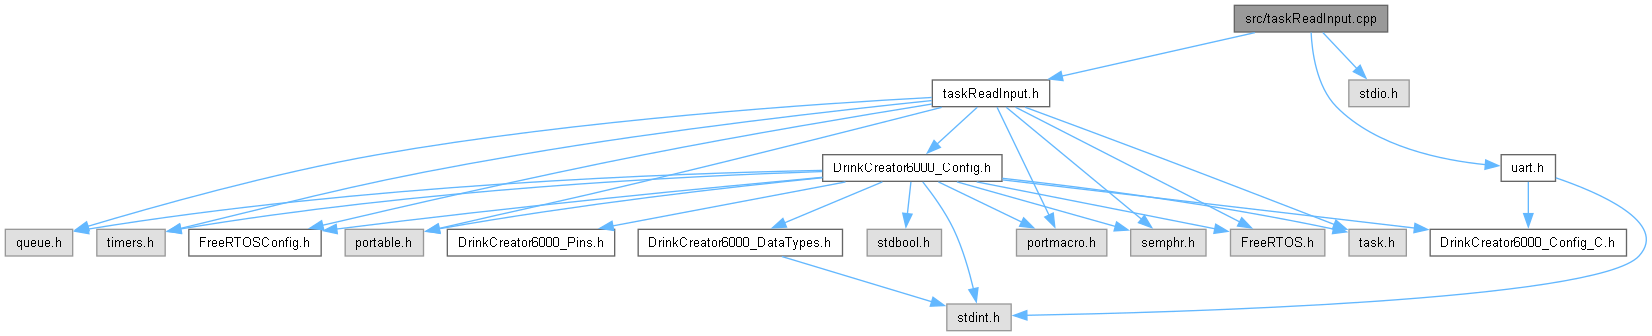 src/taskReadInput.cpp
taskReadInput.h
stdio.h
DrinkCreator6000_Config.h
uart.h
queue.h
timers.h
FreeRTOSConfig.h
portable.h
DrinkCreator6000_Pins.h
DrinkCreator6000_DataTypes.h
stdbool.h
portmacro.h
semphr.h
FreeRTOS.h
task.h
DrinkCreator6000_Config_C.h
stdint.h